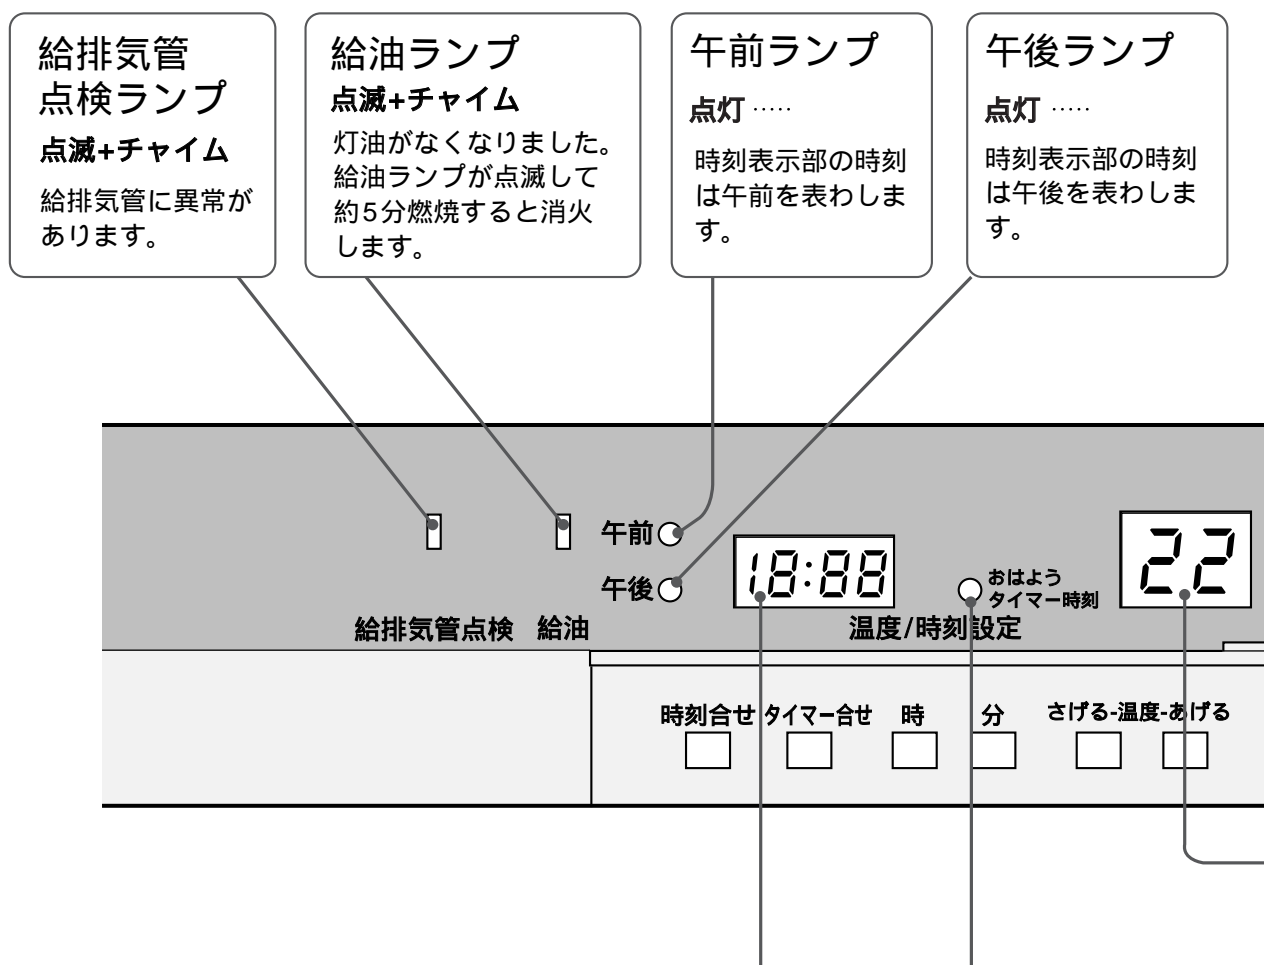 給排気管
点検ランプ
点滅+チャイム
給排気管に異常が
あります。
給油ランプ
点滅+チャイム
灯油がなくなりました。
給油ランプが点滅して
約5分燃焼すると消火
します。
午前ランプ
点灯 ·····
時刻表示部の時刻
は午前を表わしま
す。
午後ランプ
点灯 ·····
時刻表示部の時刻
は午後を表わしま
す。
午前
午後
18:88
おはよう
タイマー時刻
22
給排気管点検
給油
温度/時刻設定
時刻合せ
タイマー合せ
時
分
さげる-温度-あげる